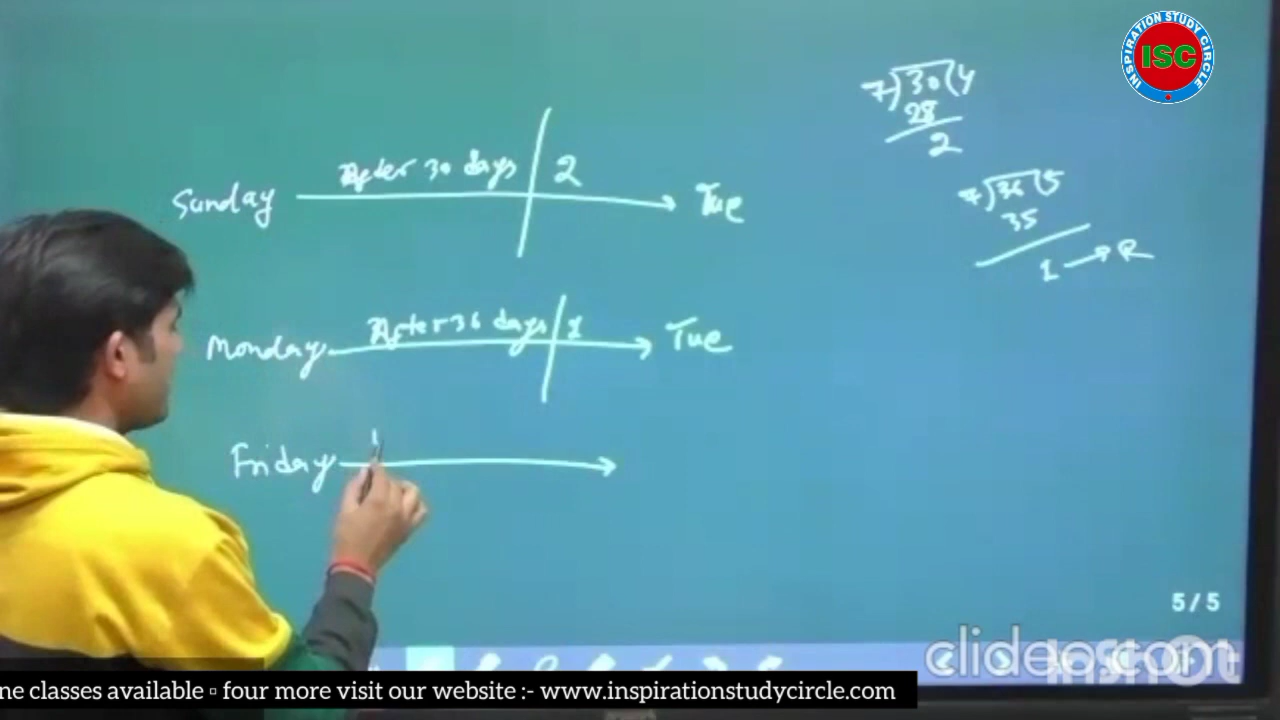 INSPIRATION STUDY CIRCLE
ISC
7)30(4
28
2
After 30 days 2
Sunday Tue
7)36(5
35
1 → R
After 36 days 1
Monday Tue
Friday
5/5
clideo.com
inshot
ne classes available ▫ four more visit our website :- www.inspirationstudycircle.com